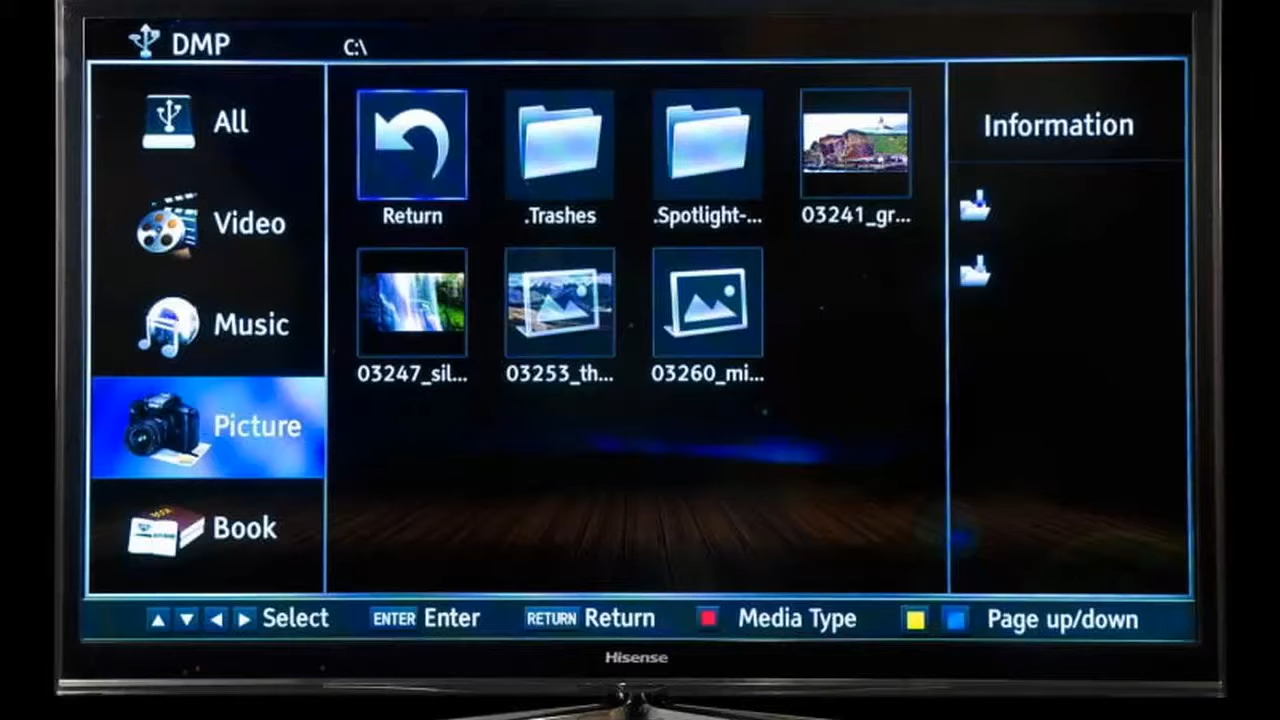 DMP
C:\
All
Video
Music
Picture
Book
Return
.Trashes
.Spotlight-...
03241_gr...
03247_sil...
03253_th...
03260_mi...
Information
Select
ENTER Enter
RETURN Return
Media Type
Page up/down
Hisense